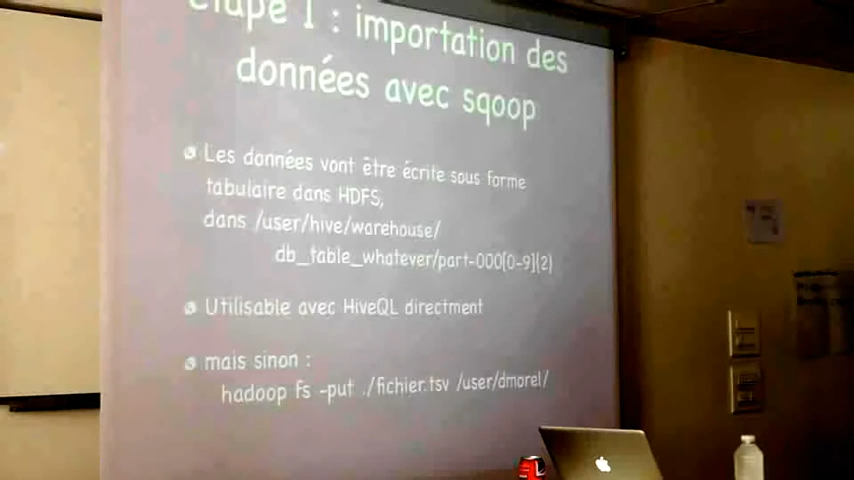 étape 1 : importation des
données avec sqoop
Les données vont être écrite sous forme
tabulaire dans HDFS,
dans /user/hive/warehouse/
db_table_whatever/part-000[0-9]{2}
Utilisable avec HiveQL directment
mais sinon :
hadoop fs -put ./fichier.tsv /user/dmorel/